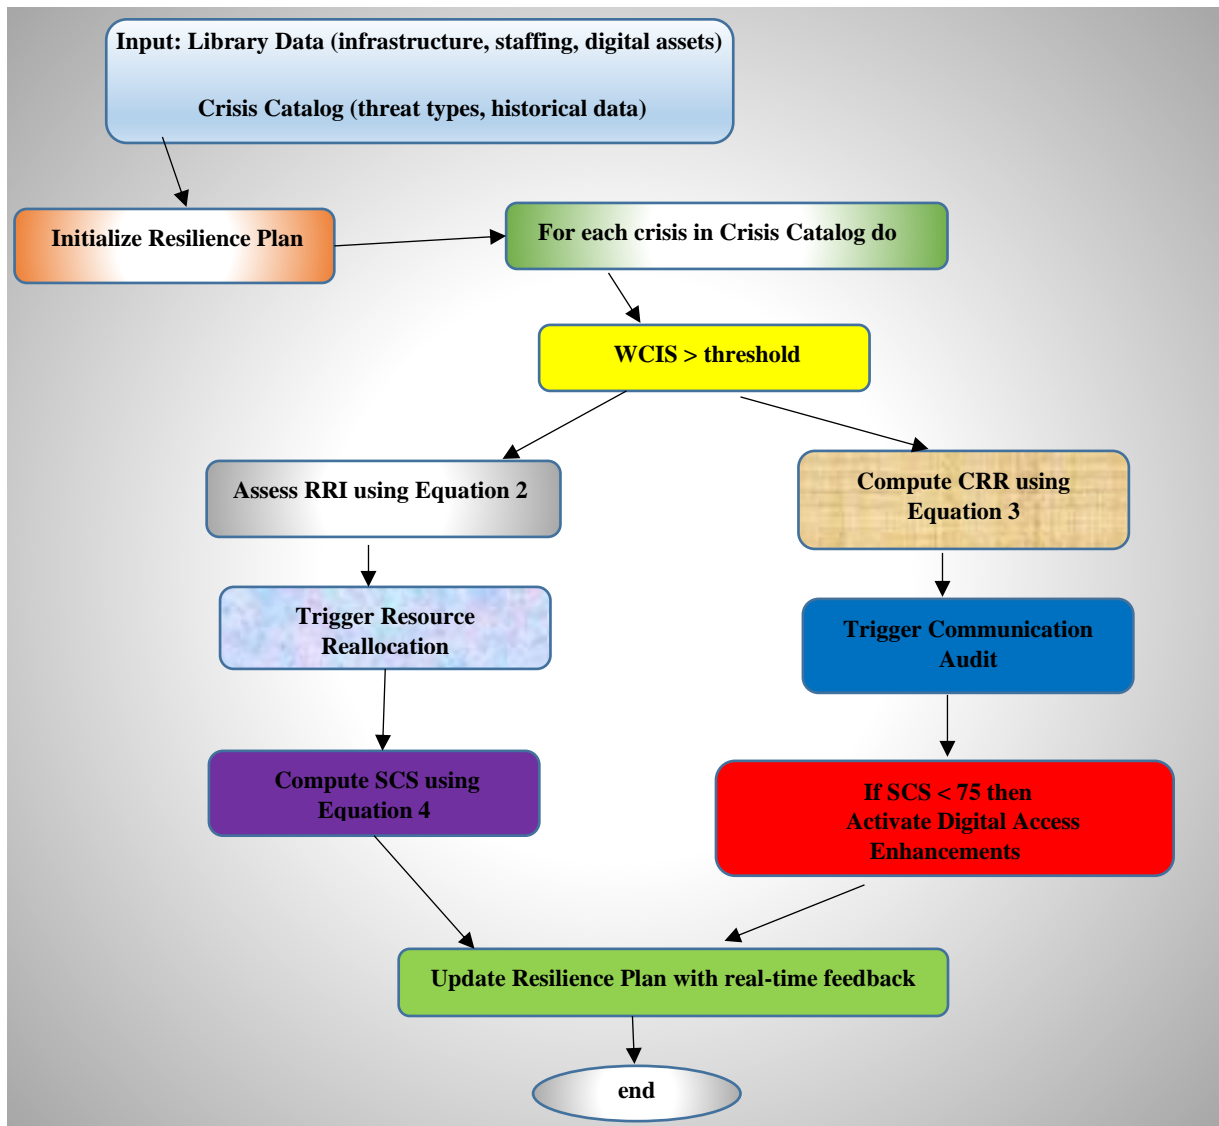 Input: Library Data (infrastructure, staffing, digital assets)
Crisis Catalog (threat types, historical data)
Initialize Resilience Plan
For each crisis in Crisis Catalog do
WCIS > threshold
Assess RRI using Equation 2
Compute CRR using
Equation 3
Trigger Resource
Reallocation
Trigger Communication
Audit
Compute SCS using
Equation 4
If SCS < 75 then
Activate Digital Access
Enhancements
Update Resilience Plan with real-time feedback
end